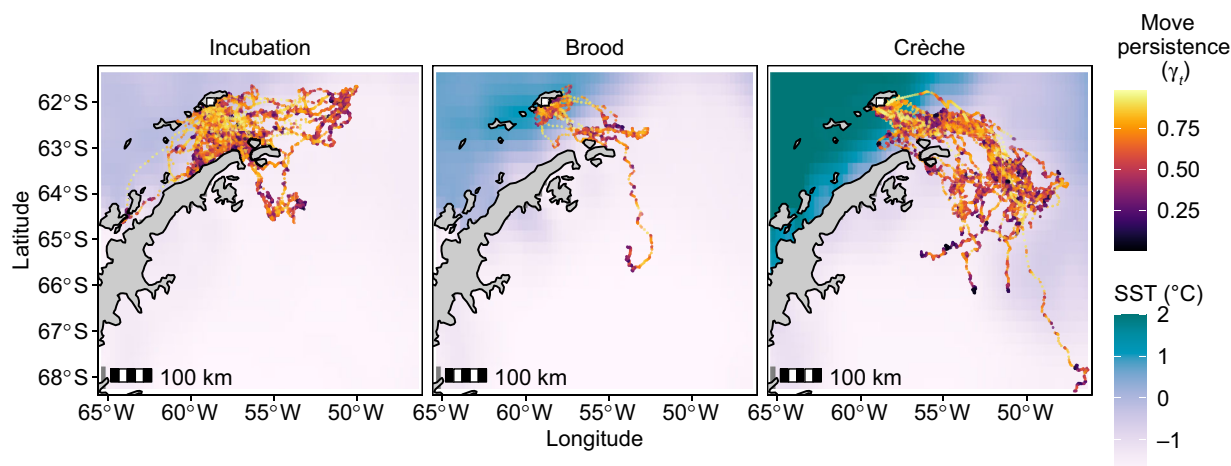 Incubation
Brood
Crèche
Move
persistence
(γt)
0.75
0.50
0.25
SST (°C)
2
1
0
–1
Latitude
62°S
63°S
64°S
65°S
66°S
67°S
68°S
100 km
100 km
100 km
65°W
60°W
55°W
50°W
65°W
60°W
55°W
50°W
65°W
60°W
55°W
50°W
Longitude